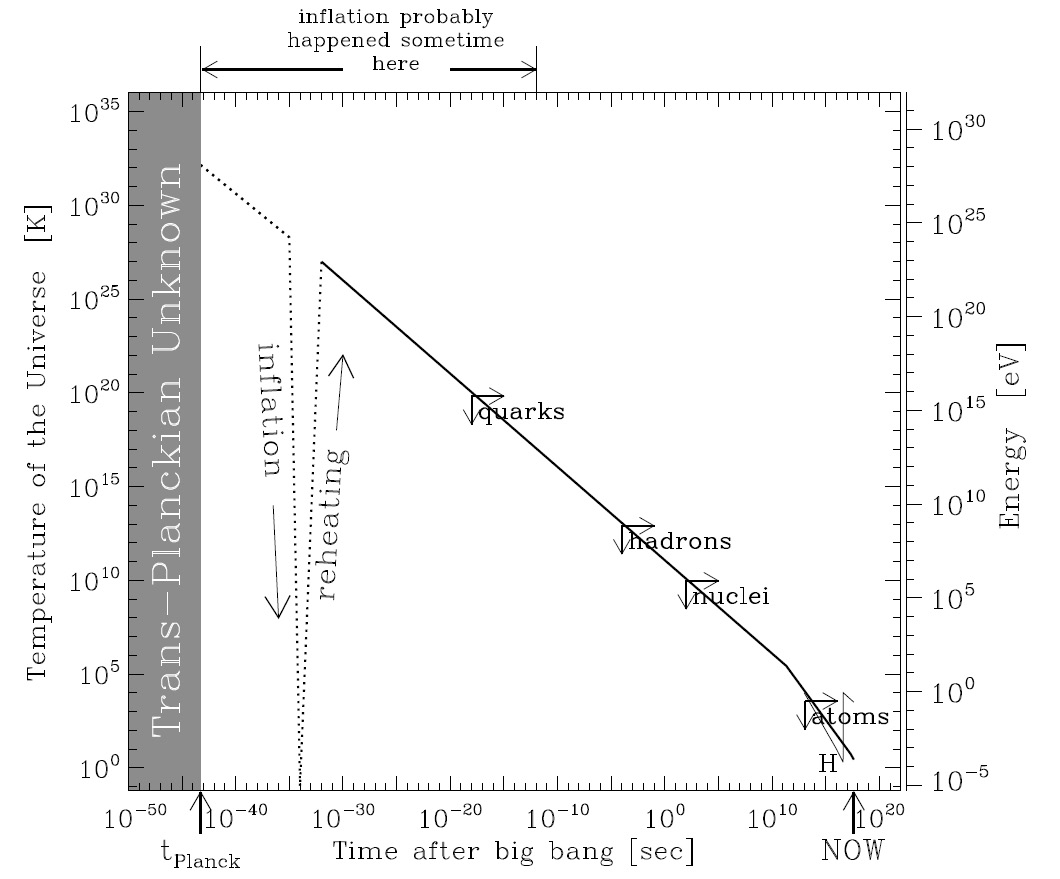 inflation probably
happened sometime
here
10^35
10^30
10^25
10^20
10^15
10^10
10^5
10^0
Temperature of the Universe [K]
Trans-Planckian Unknown
inflation
reheating
quarks
hadrons
nuclei
atoms
H
10^30
10^25
10^20
10^15
10^10
10^5
10^0
10^-5
Energy [eV]
10^-50 10^-40 10^-30 10^-20 10^-10 10^0 10^10 10^20
t_Planck Time after big bang [sec] NOW